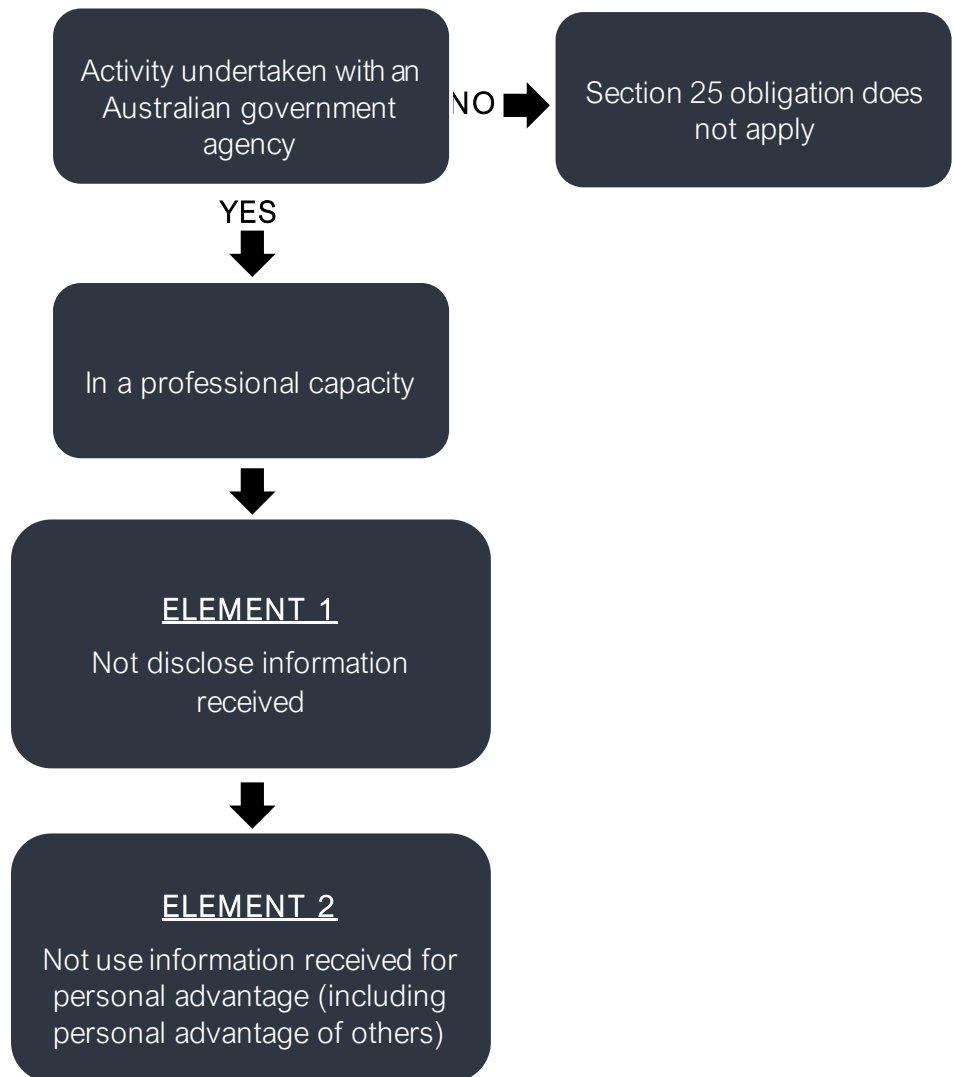 Activity undertaken with an
Australian government
agency
NO
Section 25 obligation does
not apply
YES
In a professional capacity
ELEMENT 1
Not disclose information
received
ELEMENT 2
Not use information received for
personal advantage (including
personal advantage of others)